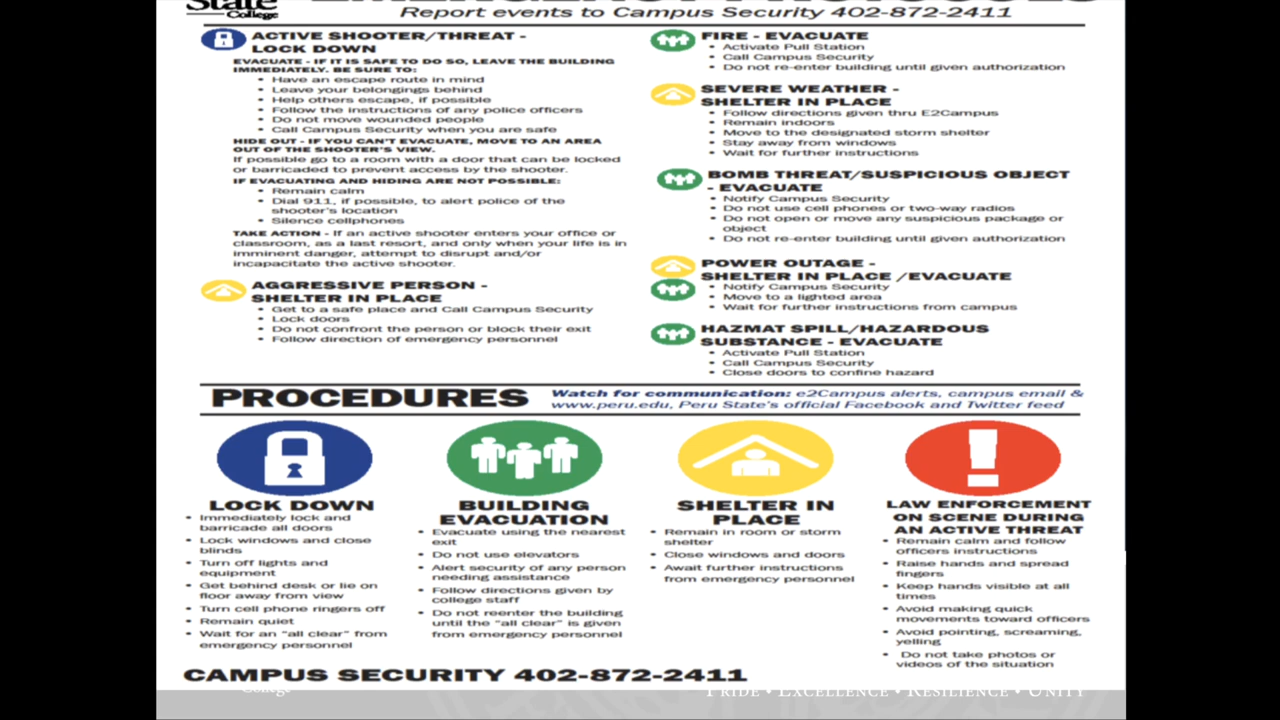 State
College
EMERGENCY PROTOCOLS
Report events to Campus Security 402-872-2411
ACTIVE SHOOTER/THREAT -
LOCK DOWN
EVACUATE - IF IT IS SAFE TO DO SO, LEAVE THE BUILDING
IMMEDIATELY. BE SURE TO:
• Have an escape route in mind
• Leave your belongings behind
• Help others escape, if possible
• Follow the instructions of any police officers
• Do not move wounded people
• Call Campus Security when you are safe
HIDE OUT - IF YOU CAN'T EVACUATE, MOVE TO AN AREA
OUT OF THE SHOOTER'S VIEW.
If possible go to a room with a door that can be locked
or barricaded to prevent access by the shooter.
IF EVACUATING AND HIDING ARE NOT POSSIBLE:
• Remain calm
• Dial 911, if possible, to alert police of the
shooter's location
• Silence cellphones
TAKE ACTION - If an active shooter enters your office or
classroom, as a last resort, and only when your life is in
imminent danger, attempt to disrupt and/or
incapacitate the active shooter.
AGGRESSIVE PERSON -
SHELTER IN PLACE
• Get to a safe place and Call Campus Security
• Lock doors
• Do not confront the person or block their exit
• Follow direction of emergency personnel
FIRE - EVACUATE
• Activate Pull Station
• Call Campus Security
• Do not re-enter building until given authorization
SEVERE WEATHER -
SHELTER IN PLACE
• Follow directions given thru E2Campus
• Remain indoors
• Move to the designated storm shelter
• Stay away from windows
• Wait for further instructions
BOMB THREAT/SUSPICIOUS OBJECT
- EVACUATE
• Notify Campus Security
• Do not use cell phones or two-way radios
• Do not open or move any suspicious package or
object
• Do not re-enter building until given authorization
POWER OUTAGE -
SHELTER IN PLACE /EVACUATE
• Notify Campus Security
• Move to a lighted area
• Wait for further instructions from campus
HAZMAT SPILL/HAZARDOUS
SUBSTANCE - EVACUATE
• Activate Pull Station
• Call Campus Security
• Close doors to confine hazard
PROCEDURES
Watch for communication: e2Campus alerts, campus email &
www.peru.edu, Peru State's official Facebook and Twitter feed
LOCK DOWN
• Immediately lock and
barricade all doors
• Lock windows and close
blinds
• Turn off lights and
equipment
• Get behind desk or lie on
floor away from view
• Turn cell phone ringers off
• Remain quiet
• Wait for an "all clear" from
emergency personnel
BUILDING
EVACUATION
• Evacuate using the nearest
exit
• Do not use elevators
• Alert security of any person
needing assistance
• Follow directions given by
college staff
• Do not reenter the building
until the "all clear" is given
from emergency personnel
SHELTER IN
PLACE
• Remain in room or storm
shelter
• Close windows and doors
• Await further instructions
from emergency personnel
LAW ENFORCEMENT
ON SCENE DURING
AN ACTIVE THREAT
• Remain calm and follow
officers instructions
• Raise hands and spread
fingers
• Keep hands visible at all
times
• Avoid making quick
movements toward officers
• Avoid pointing, screaming,
yelling
• Do not take photos or
videos of the situation
CAMPUS SECURITY 402-872-2411
College
PRIDE • EXCELLENCE • RESILIENCE • UNITY